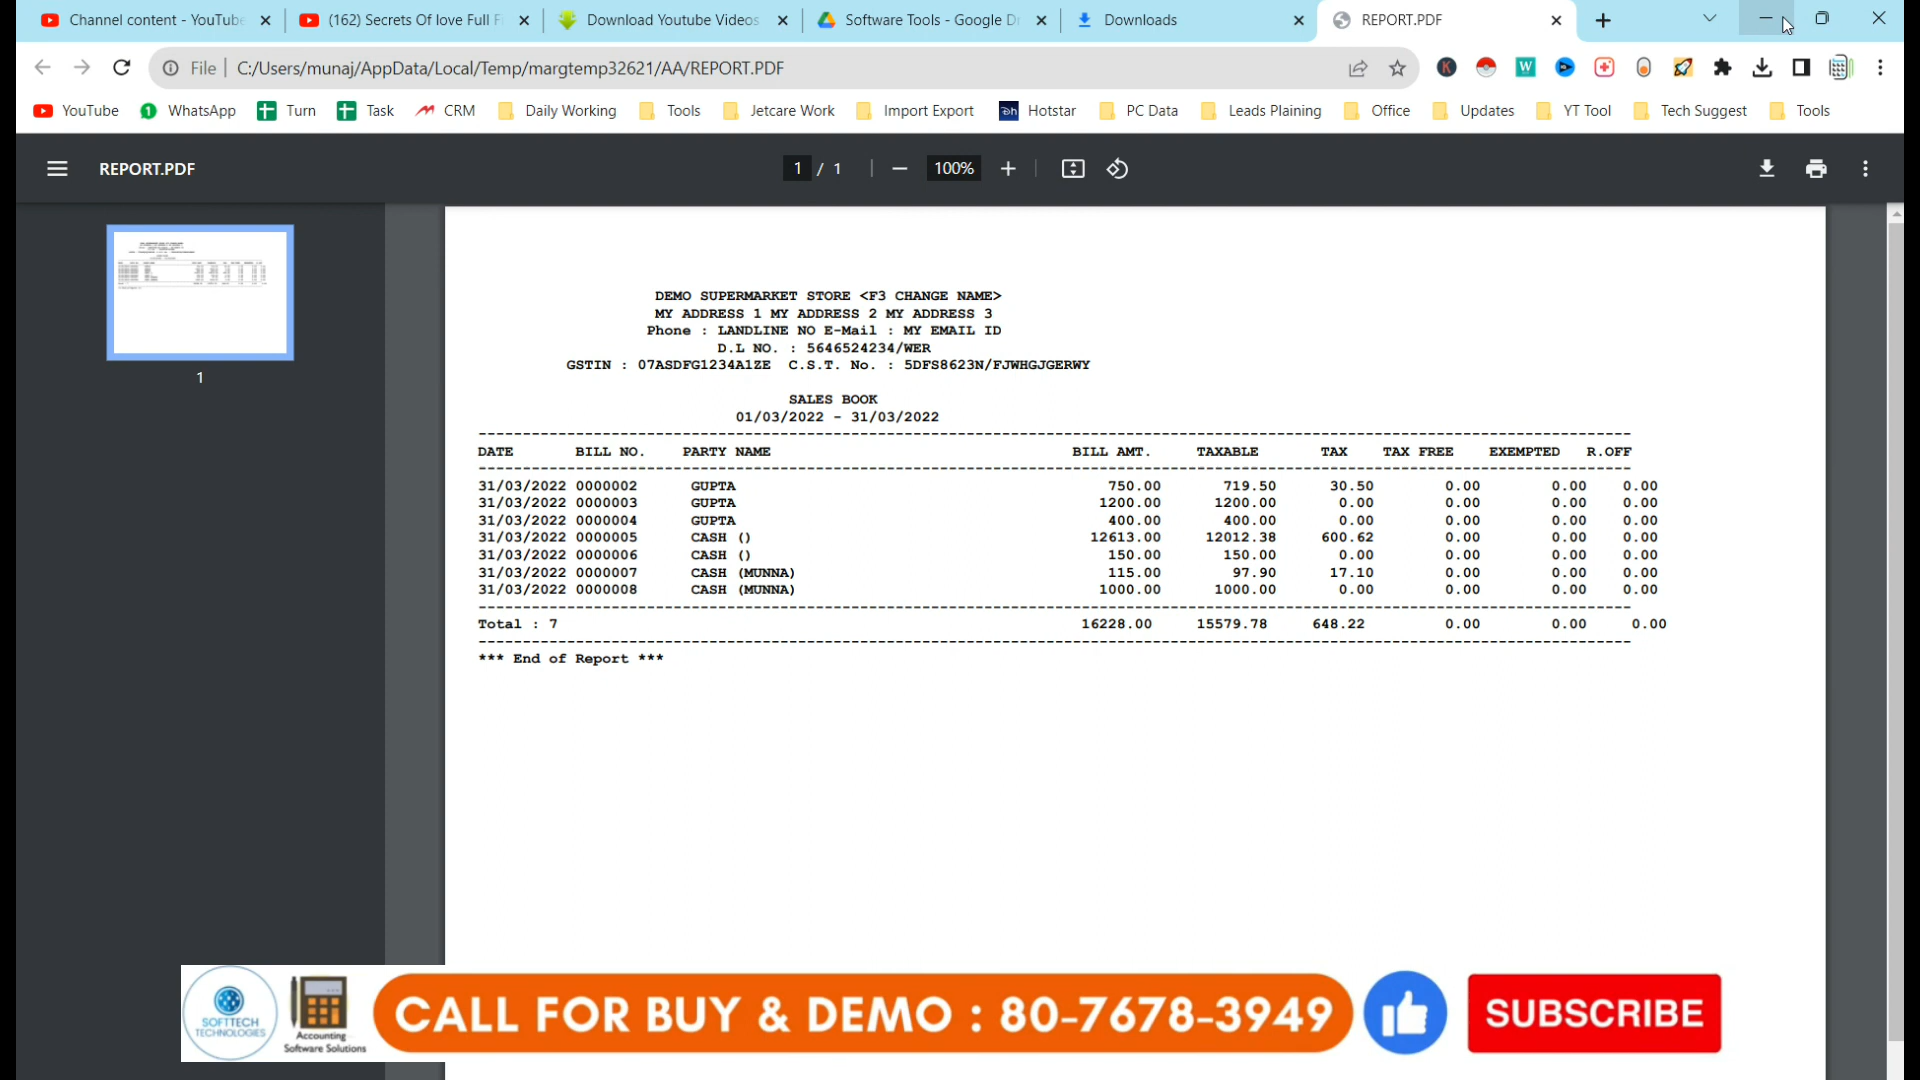 Channel content - YouTube
(162) Secrets Of love Full F
Download Youtube Videos
Software Tools - Google Dr
Downloads
REPORT.PDF
File | C:/Users/munaj/AppData/Local/Temp/margtemp32621/AA/REPORT.PDF
YouTube WhatsApp Turn Task CRM Daily Working Tools Jetcare Work Import Export Hotstar PC Data Leads Plaining Office Updates YT Tool Tech Suggest Tools
REPORT.PDF 1 / 1 100%
1
DEMO SUPERMARKET STORE <F3 CHANGE NAME>
MY ADDRESS 1 MY ADDRESS 2 MY ADDRESS 3
Phone : LANDLINE NO E-Mail : MY EMAIL ID
D.L NO. : 5646524234/WER
GSTIN : 07ASDFG1234A1ZE C.S.T. No. : 5DFS8623N/FJWHGJGERWY
SALES BOOK
01/03/2022 - 31/03/2022
DATE BILL NO. PARTY NAME BILL AMT. TAXABLE TAX TAX FREE EXEMPTED R.OFF
31/03/2022 0000002 GUPTA 750.00 719.50 30.50 0.00 0.00 0.00
31/03/2022 0000003 GUPTA 1200.00 1200.00 0.00 0.00 0.00 0.00
31/03/2022 0000004 GUPTA 400.00 400.00 0.00 0.00 0.00 0.00
31/03/2022 0000005 CASH () 12613.00 12012.38 600.62 0.00 0.00 0.00
31/03/2022 0000006 CASH () 150.00 150.00 0.00 0.00 0.00 0.00
31/03/2022 0000007 CASH (MUNNA) 115.00 97.90 17.10 0.00 0.00 0.00
31/03/2022 0000008 CASH (MUNNA) 1000.00 1000.00 0.00 0.00 0.00 0.00
Total : 7 16228.00 15579.78 648.22 0.00 0.00 0.00
*** End of Report ***
SOFTTECH
TECHNOLOGIES
Accounting
Software Solutions
CALL FOR BUY & DEMO : 80-7678-3949
SUBSCRIBE